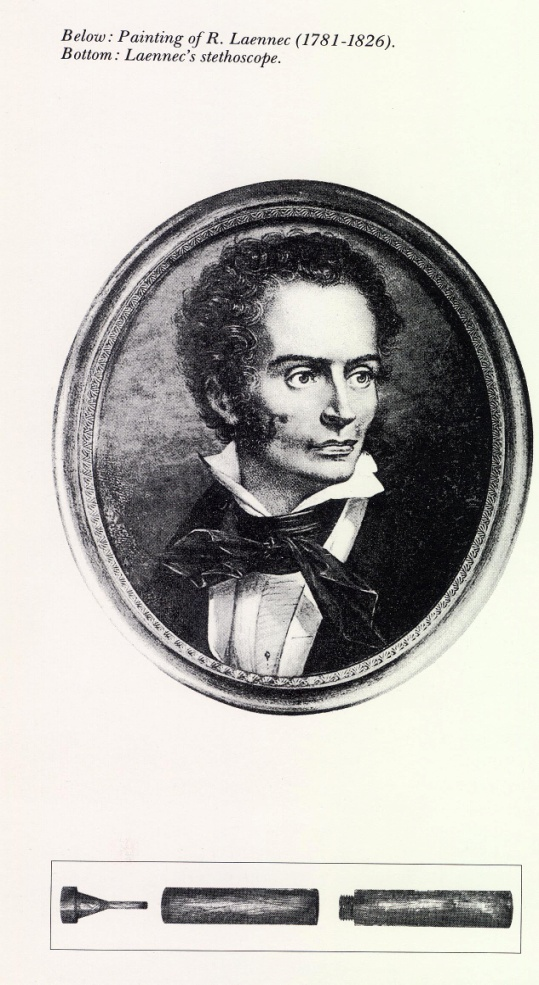 Below: Painting of R. Laennec (1781-1826).
Bottom: Laennec's stethoscope.